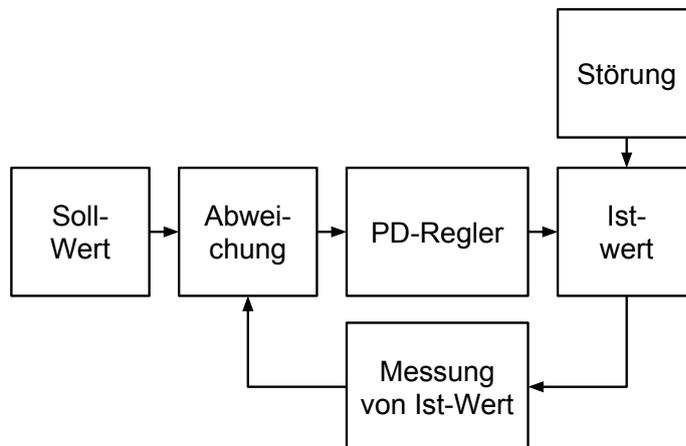 Störung
Soll-
Wert
Abwei-
chung
PD-Regler
Ist-
wert
Messung
von Ist-Wert